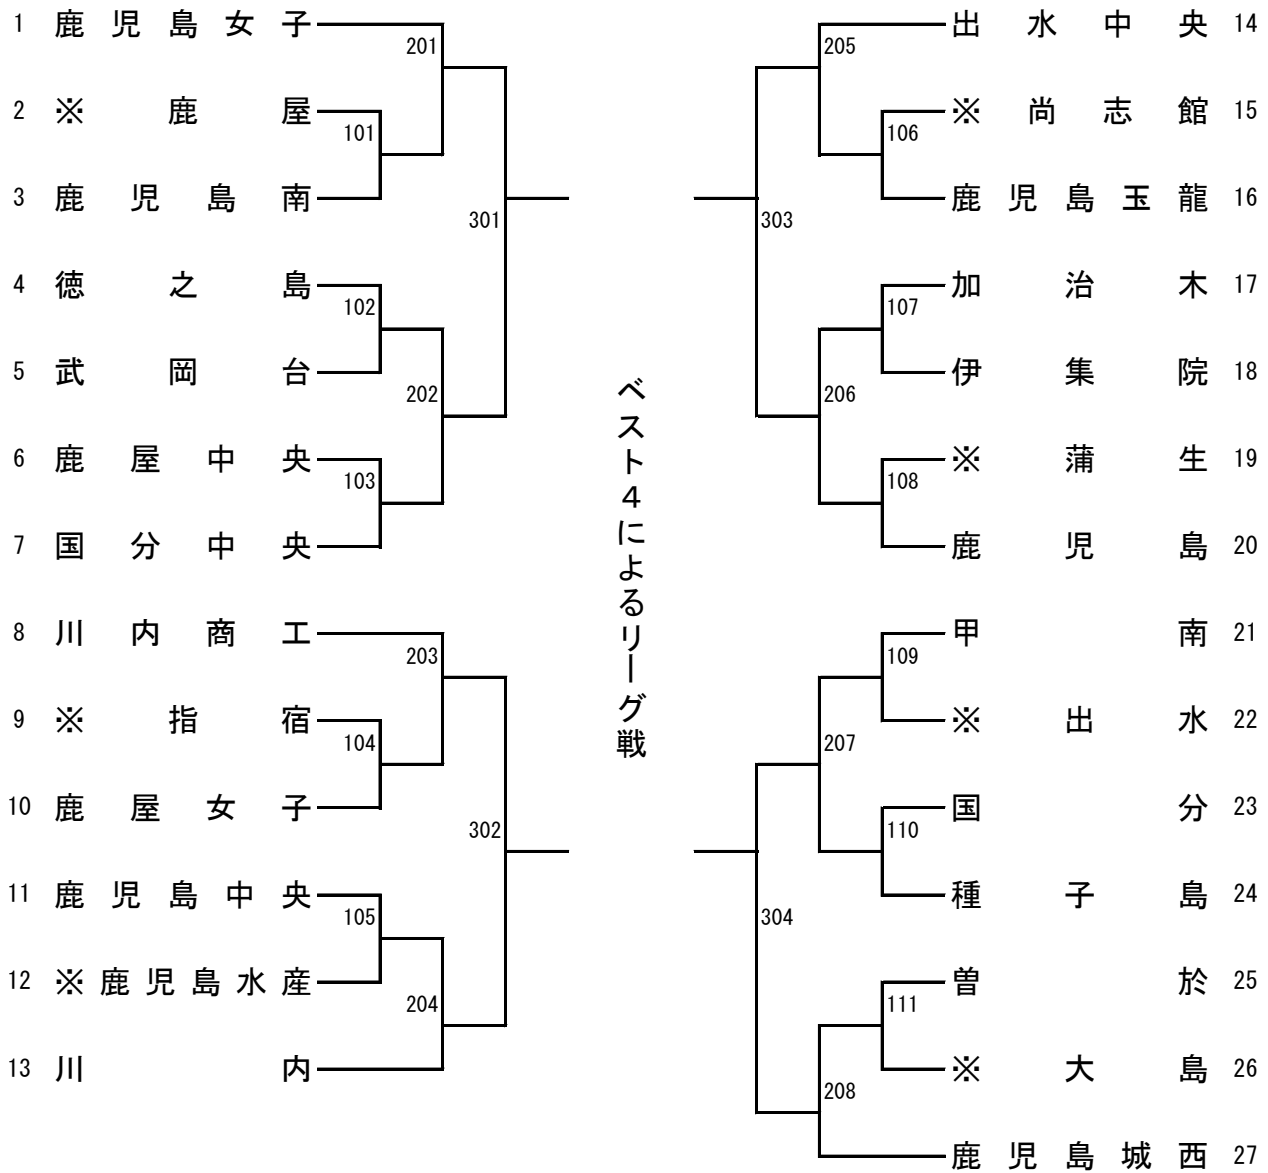 1 鹿児島女子
201
2 ※鹿屋
101
3 鹿児島南
301
4 徳之島
102
5 武岡台
202
6 鹿屋中央
103
7 国分中央
8 川内商工
203
9 ※指宿
104
10 鹿屋女子
302
11 鹿児島中央
105
12 ※鹿児島水産
204
13 川内
ベスト4によるリーグ戦
出水中央 14
205
※尚志館 15
106
鹿児島玉龍 16
303
加治木 17
107
伊集院 18
206
※蒲生 19
108
鹿児島 20
甲南 21
109
※出水 22
207
国分 23
110
種子島 24
304
曽於 25
111
※大島 26
208
鹿児島城西 27